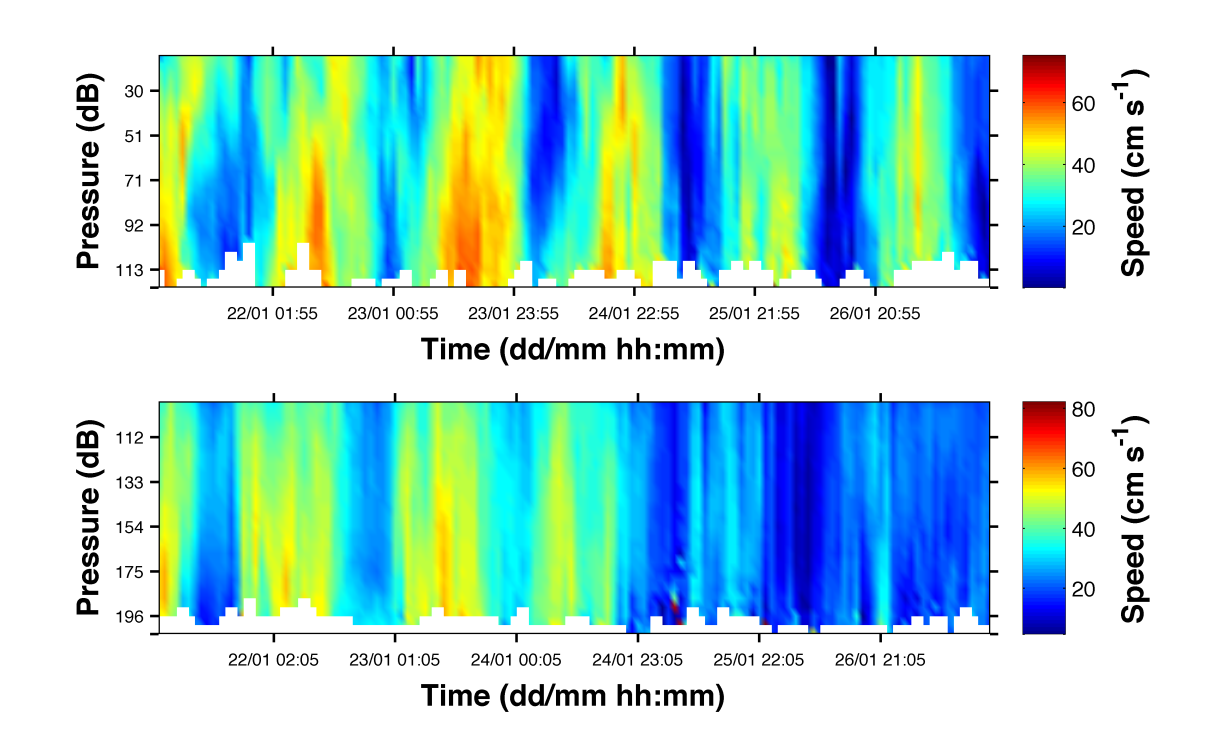 Pressure (dB)
30
51
71
92
113
22/01 01:55 23/01 00:55 23/01 23:55 24/01 22:55 25/01 21:55 26/01 20:55
Time (dd/mm hh:mm)
60
40
20
Speed (cm s-1)
Pressure (dB)
112
133
154
175
196
22/01 02:05 23/01 01:05 24/01 00:05 24/01 23:05 25/01 22:05 26/01 21:05
Time (dd/mm hh:mm)
80
60
40
20
Speed (cm s-1)